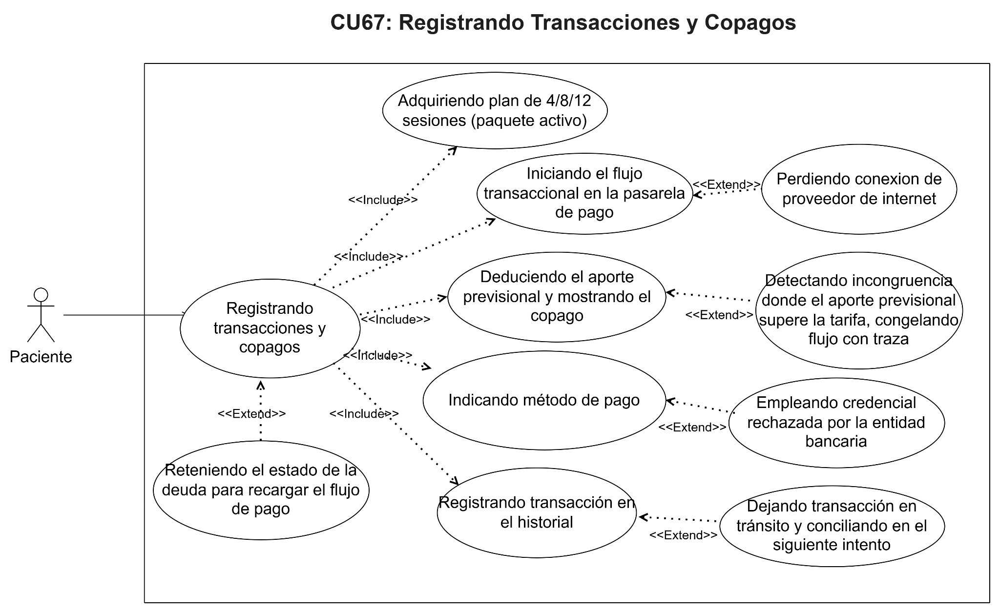 CU67: Registrando Transacciones y Copagos
Adquiriendo plan de 4/8/12
sesiones (paquete activo)
<<Include>>
Iniciando el flujo
transaccional en la pasarela
de pago
<<Extend>>
Perdiendo conexion de
proveedor de internet
<<Include>>
Deduciendo el aporte
previsional y mostrando el
copago
<<Extend>>
Detectando incongruencia
donde el aporte previsional
supere la tarifa, congelando
flujo con traza
Paciente
Registrando
transacciones y
copagos
<<Include>>
<<Include>>
Indicando método de pago
<<Extend>>
Empleando credencial
rechazada por la entidad
bancaria
<<Extend>>
<<Include>>
Reteniendo el estado de la
deuda para recargar el flujo
de pago
Registrando transacción en
el historial
<<Extend>>
Dejando transacción en
tránsito y conciliando en el
siguiente intento